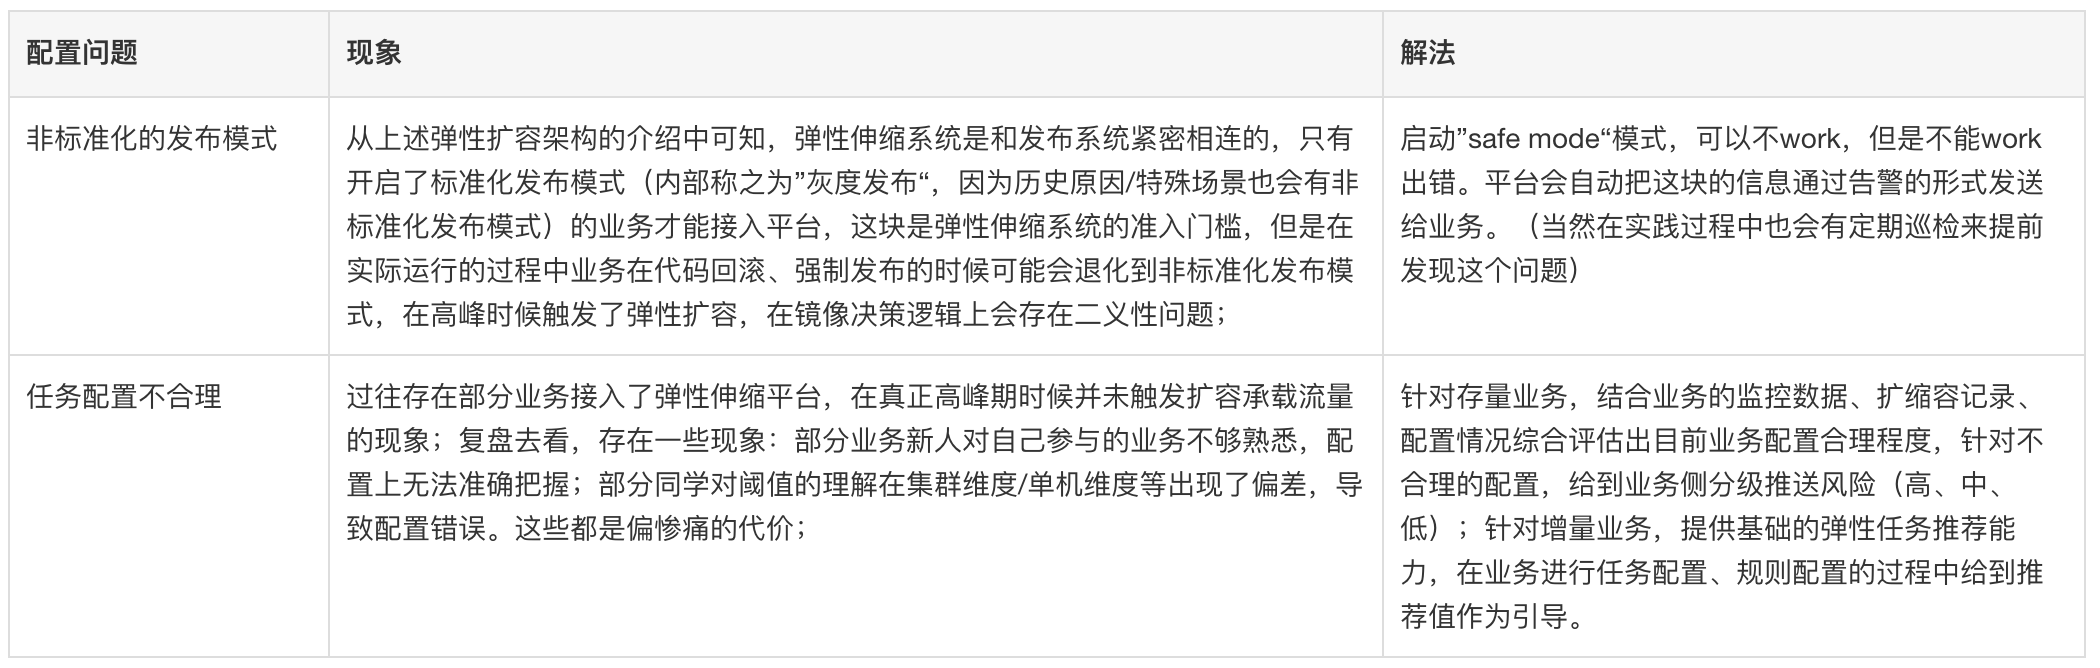 配置问题
现象
解法
非标准化的发布模式
从上述弹性扩容架构的介绍中可知，弹性伸缩系统是和发布系统紧密相连的，只有
开启了标准化发布模式（内部称之为”灰度发布“，因为历史原因/特殊场景也会有非
标准化发布模式）的业务才能接入平台，这块是弹性伸缩系统的准入门槛，但是在
实际运行的过程中业务在代码回滚、强制发布的时候可能会退化到非标准化发布模
式，在高峰时候触发了弹性扩容，在镜像决策逻辑上会存在二义性问题；
启动”safe mode“模式，可以不work，但是不能work
出错。平台会自动把这块的信息通过告警的形式发送
给业务。（当然在实践过程中也会有定期巡检来提前
发现这个问题）
任务配置不合理
过往存在部分业务接入了弹性伸缩平台，在真正高峰期时候并未触发扩容承载流量
的现象；复盘去看，存在一些现象：部分业务新人对自己参与的业务不够熟悉，配
置上无法准确把握；部分同学对阈值的理解在集群维度/单机维度等出现了偏差，导
致配置错误。这些都是偏惨痛的代价；
针对存量业务，结合业务的监控数据、扩缩容记录、
配置情况综合评估出目前业务配置合理程度，针对不
合理的配置，给到业务侧分级推送风险（高、中、
低）；针对增量业务，提供基础的弹性任务推荐能
力，在业务进行任务配置、规则配置的过程中给到推
荐值作为引导。